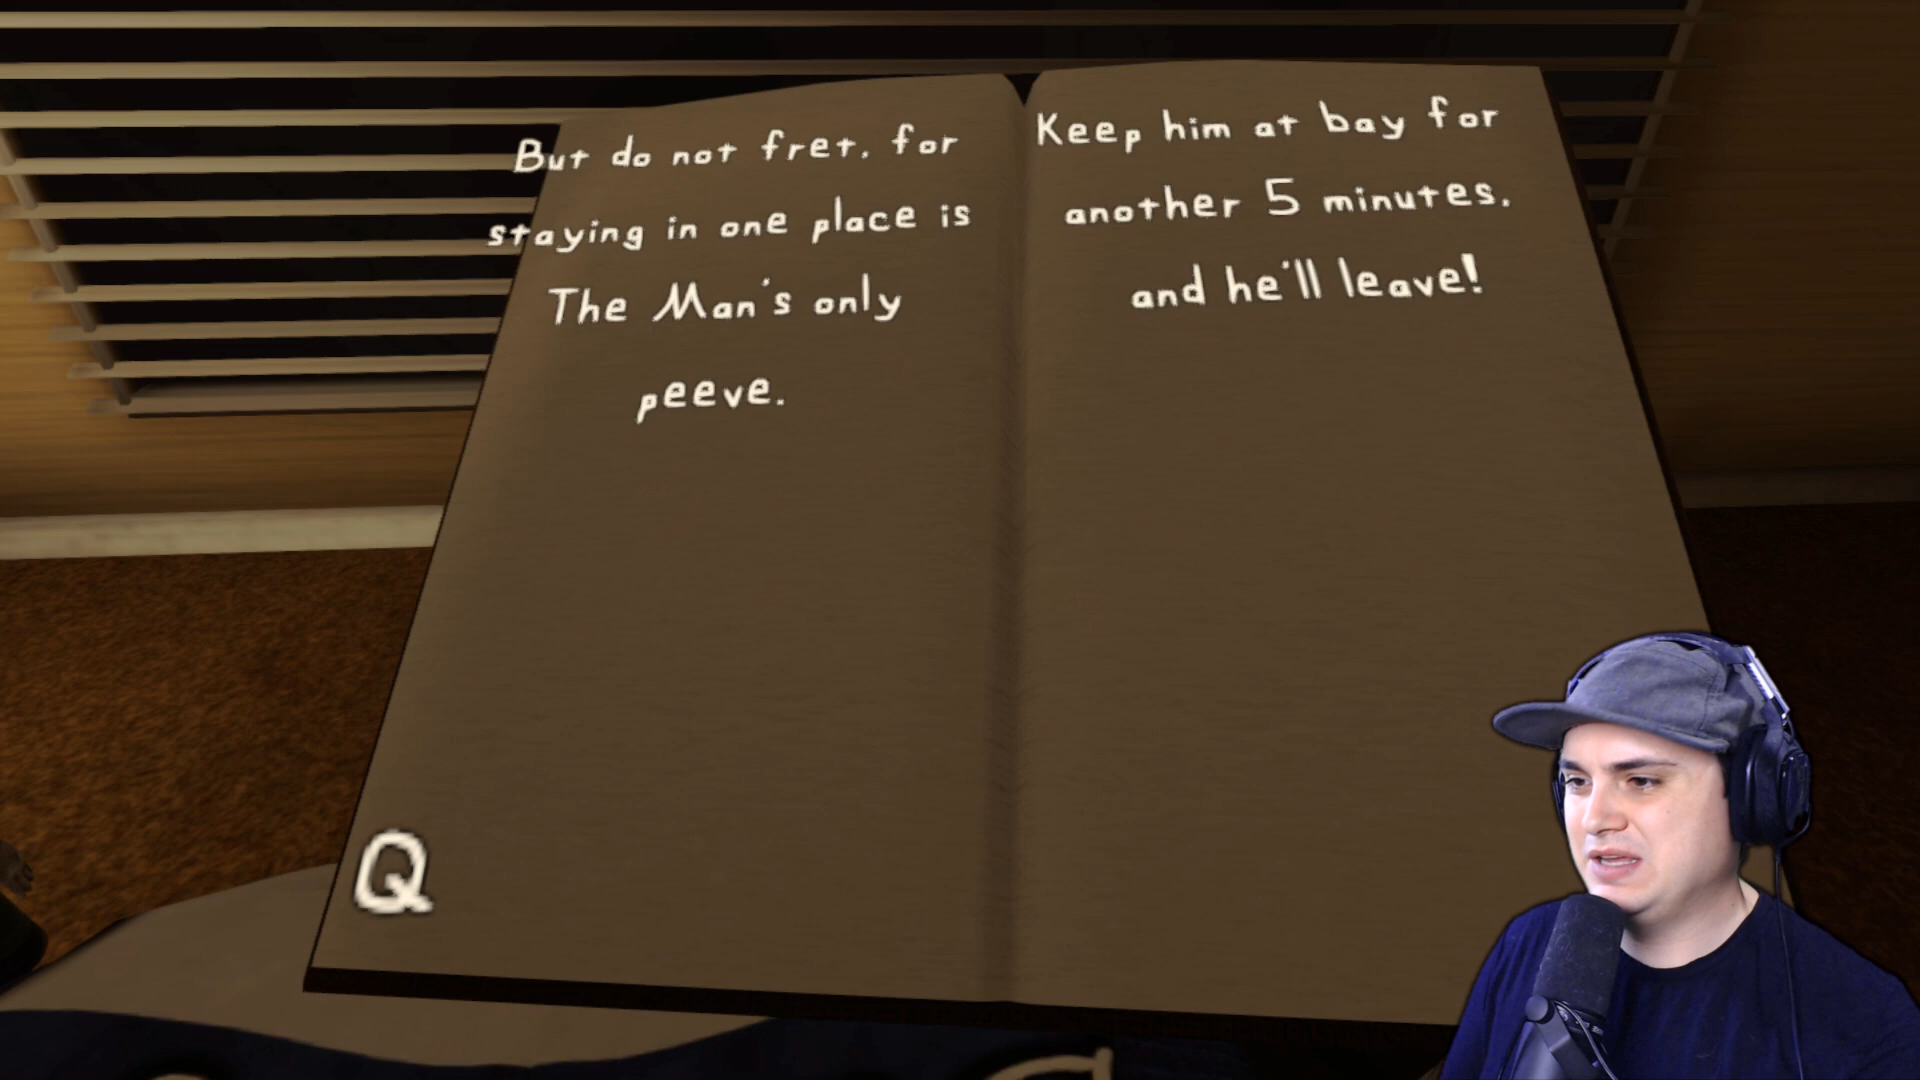 But do not fret, for
staying in one place is
The Man's only
peeve.
Keep him at bay for
another 5 minutes,
and he'll leave!
Q